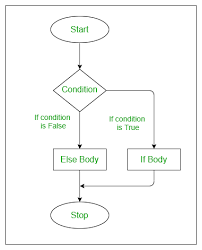 Start
Condition
If condition
is False
If condition
is True
Else Body
If Body
Stop